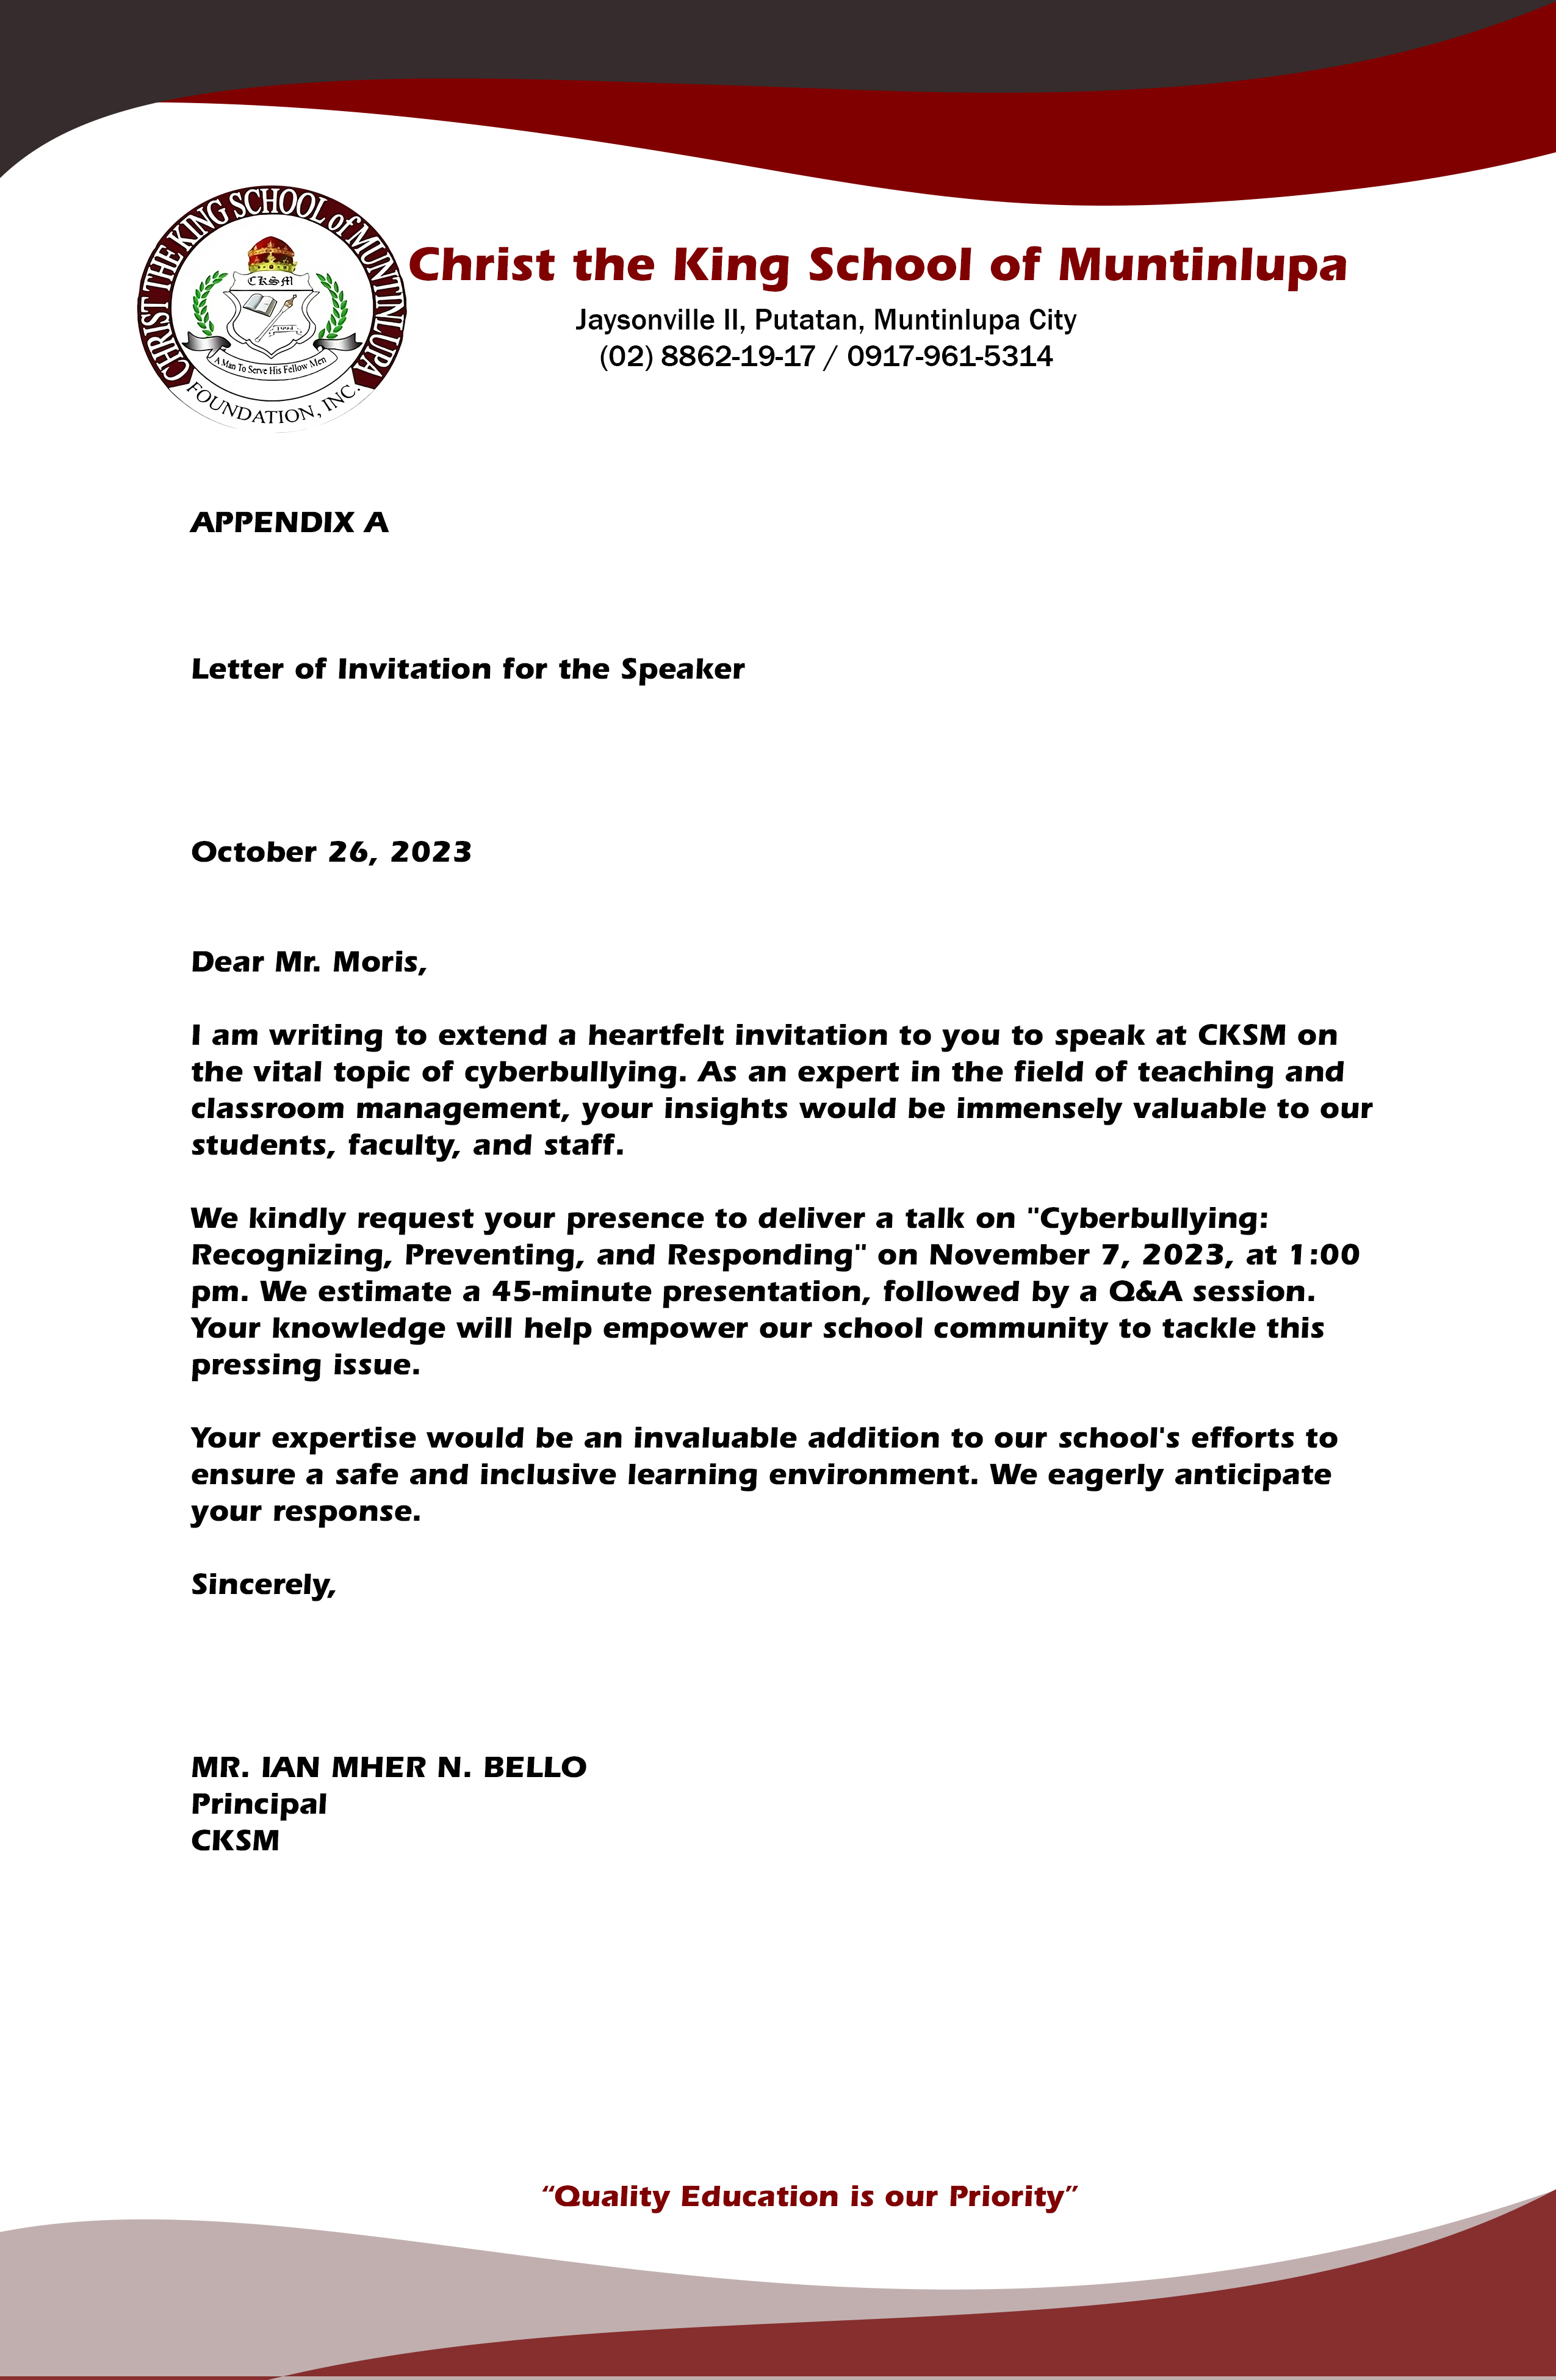 CHRIST THE KING SCHOOL of MUNTINLUPA
CKSM
1994
A Man To Serve His Fellow Men
FOUNDATION, INC.
Christ the King School of Muntinlupa
Jaysonville II, Putatan, Muntinlupa City
(02) 8862-19-17 / 0917-961-5314
APPENDIX A
Letter of Invitation for the Speaker
October 26, 2023
Dear Mr. Moris,
I am writing to extend a heartfelt invitation to you to speak at CKSM on
the vital topic of cyberbullying. As an expert in the field of teaching and
classroom management, your insights would be immensely valuable to our
students, faculty, and staff.
We kindly request your presence to deliver a talk on "Cyberbullying:
Recognizing, Preventing, and Responding" on November 7, 2023, at 1:00
pm. We estimate a 45-minute presentation, followed by a Q&A session.
Your knowledge will help empower our school community to tackle this
pressing issue.
Your expertise would be an invaluable addition to our school's efforts to
ensure a safe and inclusive learning environment. We eagerly anticipate
your response.
Sincerely,
MR. IAN MHER N. BELLO
Principal
CKSM
“Quality Education is our Priority”